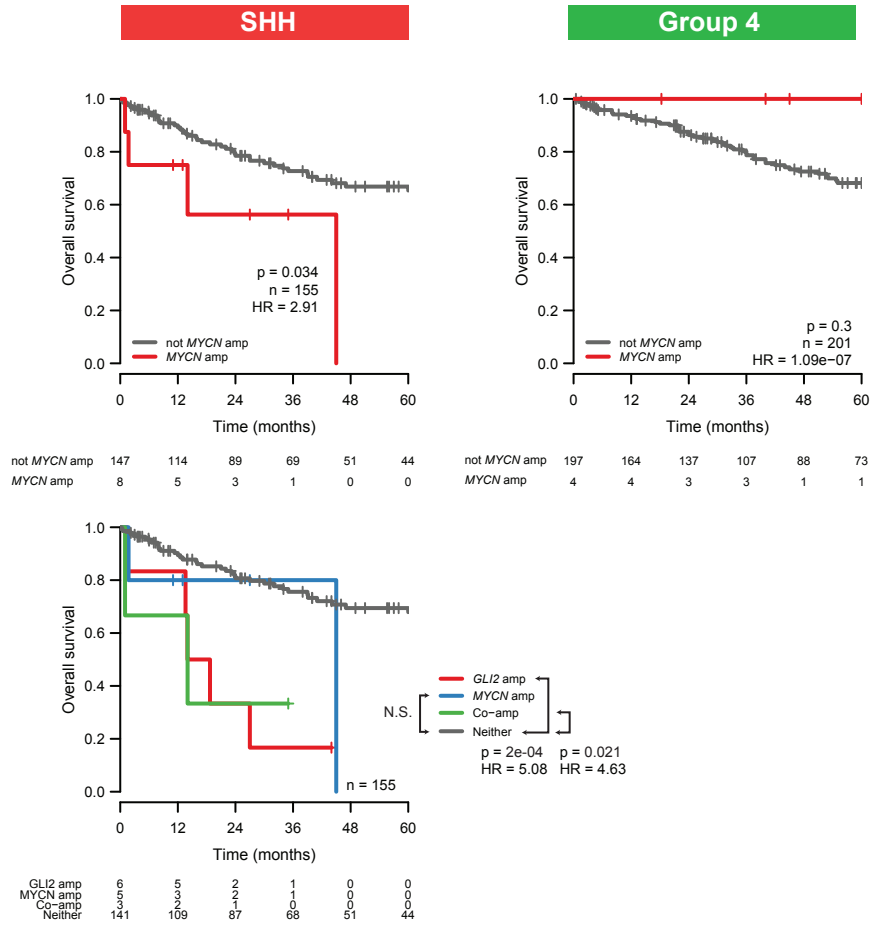 SHH
Group 4
Overall survival
1.0
0.8
0.6
0.4
0.2
0.0
p = 0.034
n = 155
HR = 2.91
not MYCN amp
MYCN amp
0 12 24 36 48 60
Time (months)
not MYCN amp 147 114 89 69 51 44
MYCN amp 8 5 3 1 0 0
Overall survival
1.0
0.8
0.6
0.4
0.2
0.0
p = 0.3
n = 201
HR = 1.09e−07
not MYCN amp
MYCN amp
0 12 24 36 48 60
Time (months)
not MYCN amp 197 164 137 107 88 73
MYCN amp 4 4 3 3 1 1
Overall survival
1.0
0.8
0.6
0.4
0.2
0.0
n = 155
0 12 24 36 48 60
Time (months)
GLI2 amp
MYCN amp
Co−amp
Neither
N.S.
p = 2e-04 p = 0.021
HR = 5.08 HR = 4.63
GLI2 amp 6 5 2 1 0 0
MYCN amp 5 3 2 1 0 0
Co−amp 3 2 1 0 0 0
Neither 141 109 87 68 51 44